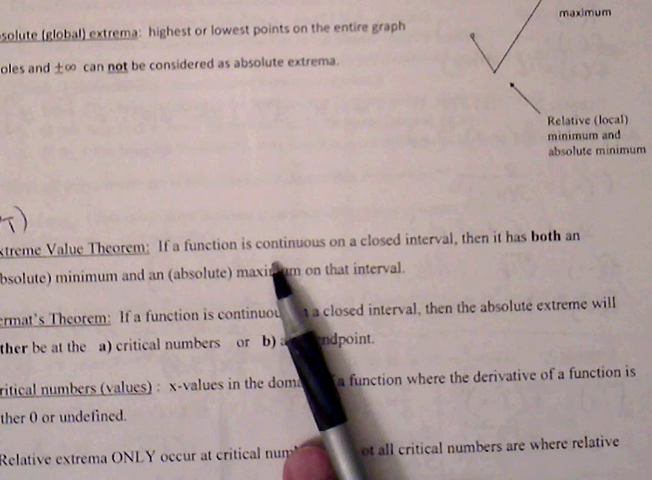 maximum
solute (global) extrema: highest or lowest points on the entire graph
oles and ±∞ can not be considered as absolute extrema.
Relative (local)
minimum and
absolute minimum
T)
xtreme Value Theorem: If a function is continuous on a closed interval, then it has both an
bsolute) minimum and an (absolute) maximum on that interval.
ermat's Theorem: If a function is continuou a closed interval, then the absolute extreme will
ther be at the a) critical numbers or b) ndpoint.
ritical numbers (values) : x-values in the doma a function where the derivative of a function is
ther 0 or undefined.
Relative extrema ONLY occur at critical num ot all critical numbers are where relative